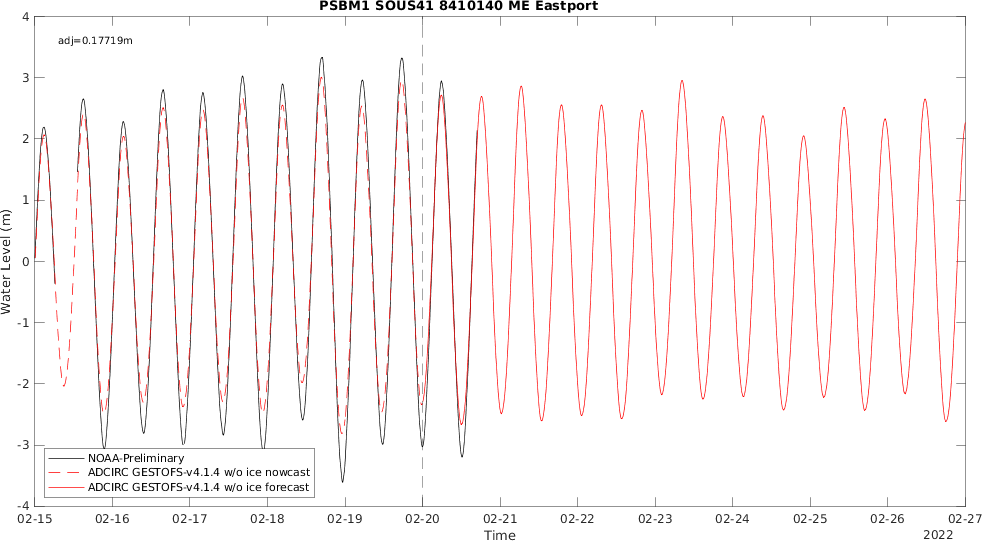 PSBM1 SOUS41 8410140 ME Eastport
adj=0.17719m
4
3
2
1
0
-1
-2
-3
-4
Water Level (m)
NOAA-Preliminary
ADCIRC GESTOFS-v4.1.4 w/o ice nowcast
ADCIRC GESTOFS-v4.1.4 w/o ice forecast
02-15 02-16 02-17 02-18 02-19 02-20 02-21 02-22 02-23 02-24 02-25 02-26 02-27
Time
2022